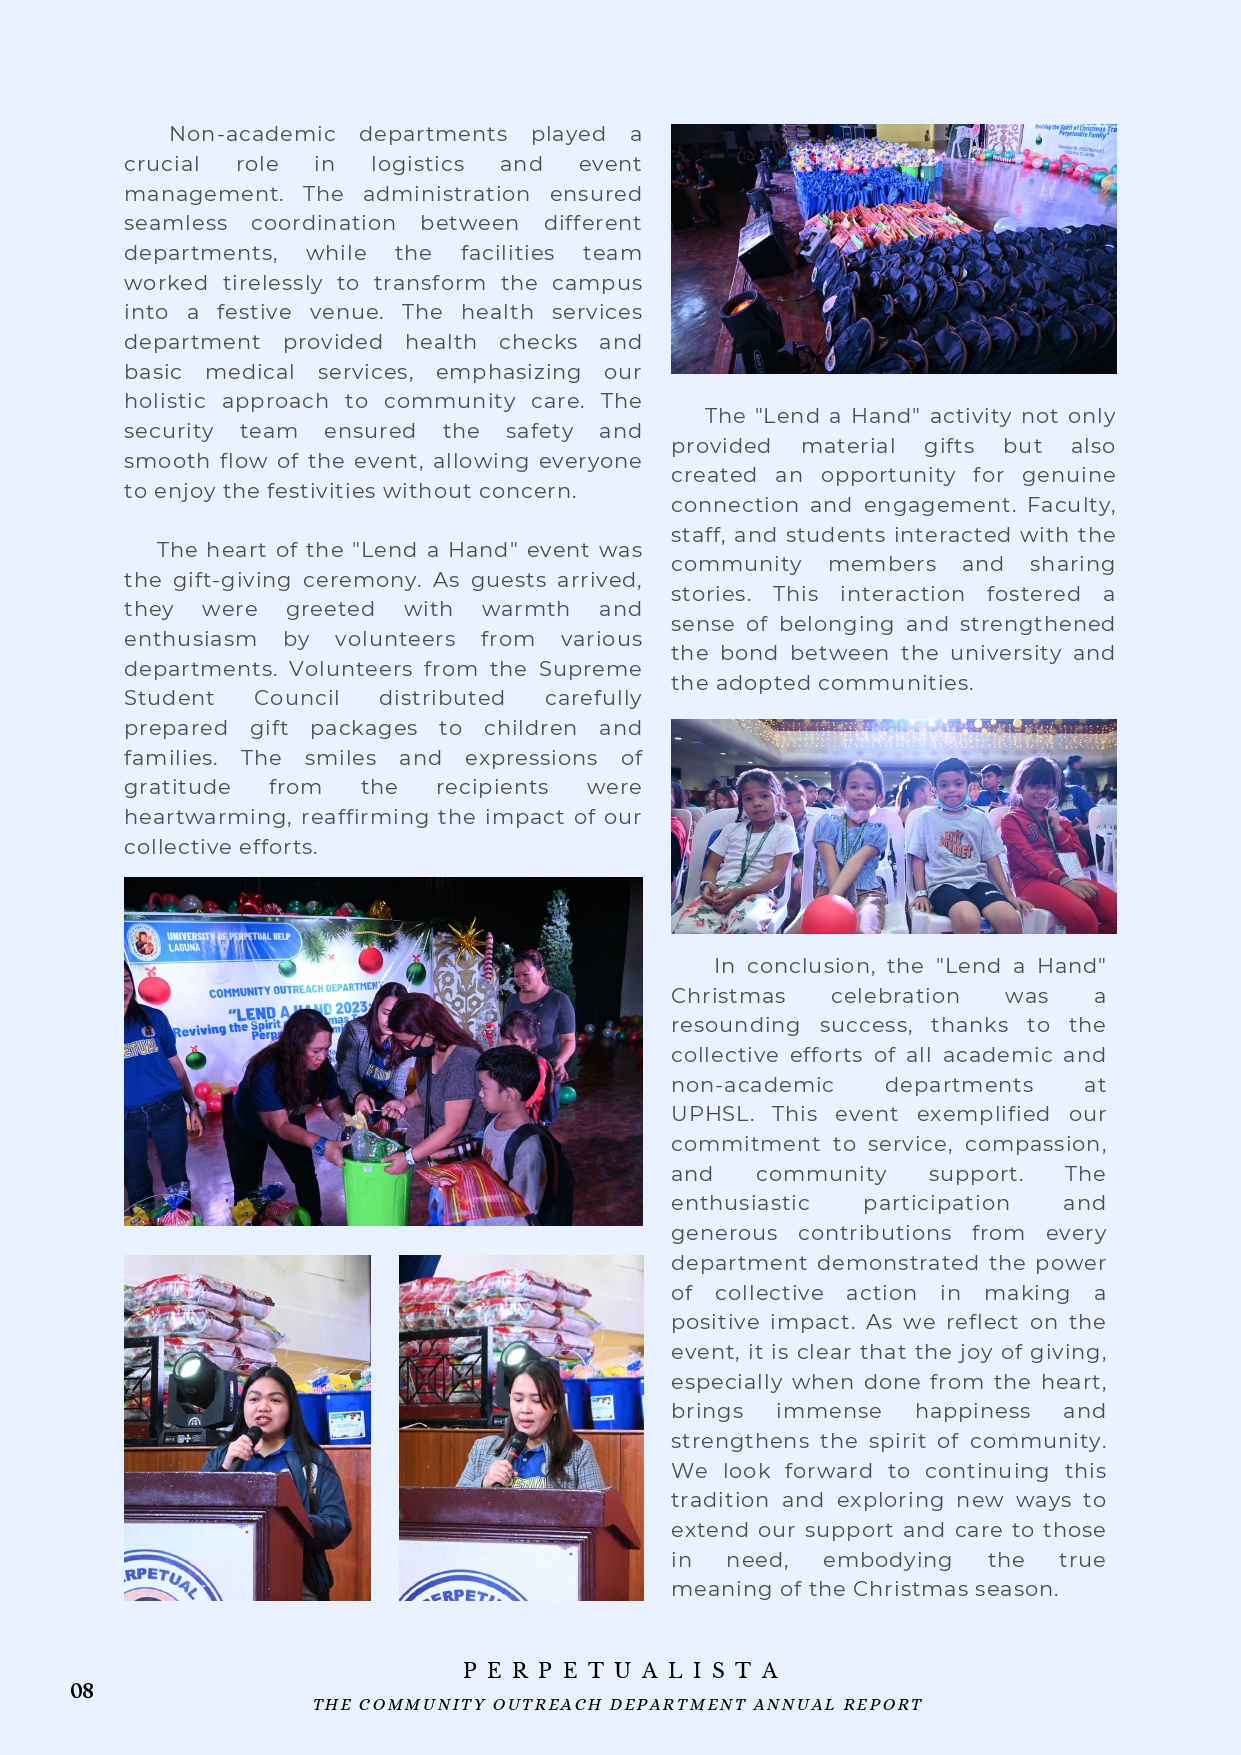 Non-academic departments played a
crucial role in logistics and event
management. The administration ensured
seamless coordination between different
departments, while the facilities team
worked tirelessly to transform the campus
into a festive venue. The health services
department provided health checks and
basic medical services, emphasizing our
holistic approach to community care. The
security team ensured the safety and
smooth flow of the event, allowing everyone
to enjoy the festivities without concern.
The heart of the "Lend a Hand" event was
the gift-giving ceremony. As guests arrived,
they were greeted with warmth and
enthusiasm by volunteers from various
departments. Volunteers from the Supreme
Student Council distributed carefully
prepared gift packages to children and
families. The smiles and expressions of
gratitude from the recipients were
heartwarming, reaffirming the impact of our
collective efforts.
UNIVERSITY OF PERPETUAL HELP
LAGUNA
COMMUNITY OUTREACH DEPARTMENT
"LEND A HAND 2023:
Reviving the Spirit
RPETUAL
PERPETU
Reviving the Spirit of Christmas Tra
Perpetualite Family"
The "Lend a Hand" activity not only
provided material gifts but also
created an opportunity for genuine
connection and engagement. Faculty,
staff, and students interacted with the
community members and sharing
stories. This interaction fostered a
sense of belonging and strengthened
the bond between the university and
the adopted communities.
In conclusion, the "Lend a Hand"
Christmas celebration was a
resounding success, thanks to the
collective efforts of all academic and
non-academic departments at
UPHSL. This event exemplified our
commitment to service, compassion,
and community support. The
enthusiastic participation and
generous contributions from every
department demonstrated the power
of collective action in making a
positive impact. As we reflect on the
event, it is clear that the joy of giving,
especially when done from the heart,
brings immense happiness and
strengthens the spirit of community.
We look forward to continuing this
tradition and exploring new ways to
extend our support and care to those
in need, embodying the true
meaning of the Christmas season.
PERPETUALISTA
08
THE COMMUNITY OUTREACH DEPARTMENT ANNUAL REPORT